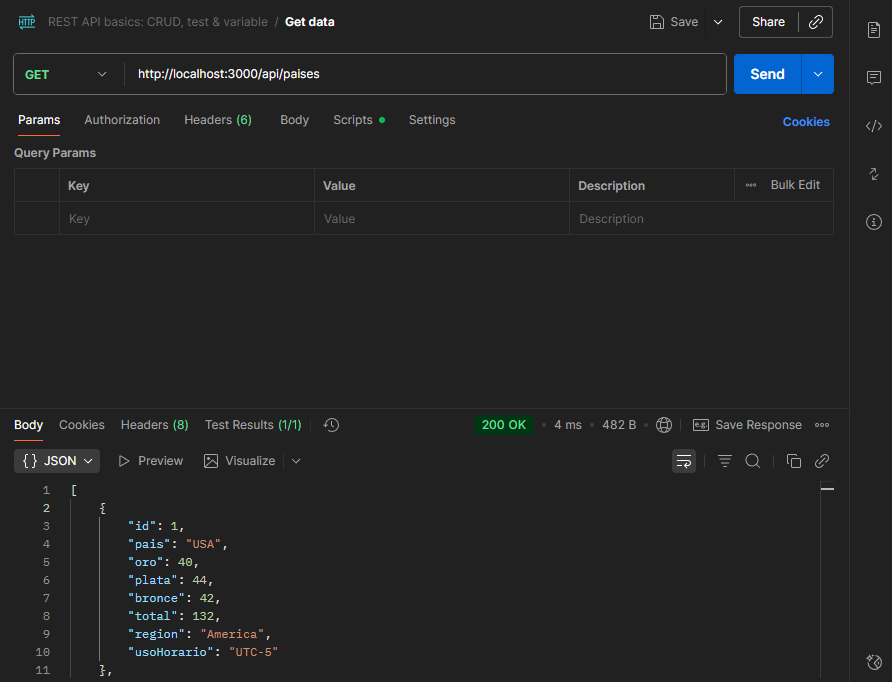 HTTP REST API basics: CRUD, test & variable / Get data Save Share
GET http://localhost:3000/api/paises Send
Params Authorization Headers (6) Body Scripts Settings Cookies
Query Params
Key Value Description Bulk Edit
Key Value Description
Body Cookies Headers (8) Test Results (1/1) 200 OK 4 ms 482 B e.g. Save Response
{} JSON Preview Visualize
1 [
2 {
3 "id": 1,
4 "pais": "USA",
5 "oro": 40,
6 "plata": 44,
7 "bronce": 42,
8 "total": 132,
9 "region": "America",
10 "usoHorario": "UTC-5"
11 },